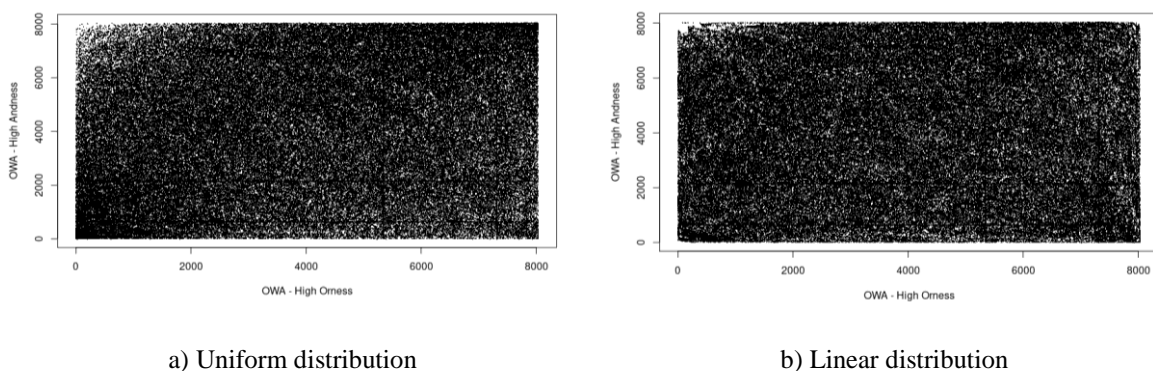 8000
6000
4000
2000
0
OWA - High Andness
0 2000 4000 6000 8000
OWA - High Orness
a) Uniform distribution
8000
6000
4000
2000
0
OWA - High Andness
0 2000 4000 6000 8000
OWA - High Orness
b) Linear distribution